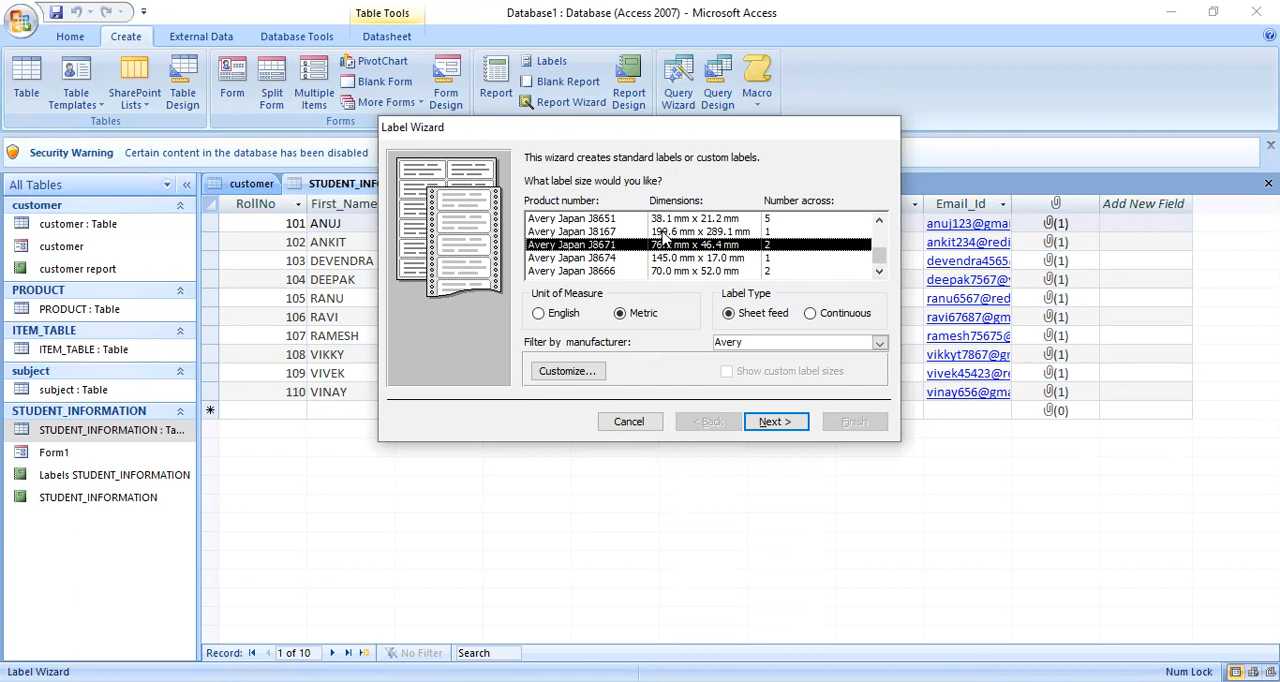 Table Tools
Database1 : Database (Access 2007) - Microsoft Access
Home Create External Data Database Tools Datasheet
Table
Table Templates
SharePoint Lists
Table Design
Form
Split Form
Multiple Items
PivotChart
Blank Form
More Forms
Form Design
Report
Labels
Blank Report
Report Wizard
Report Design
Query Wizard
Query Design
Macro
Tables
Forms
Security Warning Certain content in the database has been disabled
All Tables
customer
customer : Table
customer
customer report
PRODUCT
PRODUCT : Table
ITEM_TABLE
ITEM_TABLE : Table
subject
subject : Table
STUDENT_INFORMATION
STUDENT_INFORMATION : Ta...
Form1
Labels STUDENT_INFORMATION
STUDENT_INFORMATION
customer STUDENT_INF
RollNo First_Name Email_Id Add New Field
101 ANUJ anuj123@gmai (1)
102 ANKIT ankit234@redi (1)
103 DEVENDRA devendra4565 (1)
104 DEEPAK deepak7567@ (1)
105 RANU ranu6567@red (1)
106 RAVI ravi67687@gm (1)
107 RAMESH ramesh75675@ (1)
108 VIKKY vikkyt7867@g (1)
109 VIVEK vivek45423@re (1)
110 VINAY vinay656@gma (1)
(0)
Label Wizard
This wizard creates standard labels or custom labels.
What label size would you like?
Product number: Dimensions: Number across:
Avery Japan J8651 38.1 mm x 21.2 mm 5
Avery Japan J8167 199.6 mm x 289.1 mm 1
Avery Japan J8671 mm x 46.4 mm 2
Avery Japan J8674 145.0 mm x 17.0 mm 1
Avery Japan J8666 70.0 mm x 52.0 mm 2
Unit of Measure
English Metric
Label Type
Sheet feed Continuous
Filter by manufacturer: Avery
Customize... Show custom label sizes
Cancel < Back Next > Finish
Record: 1 of 10 No Filter Search
Label Wizard Num Lock